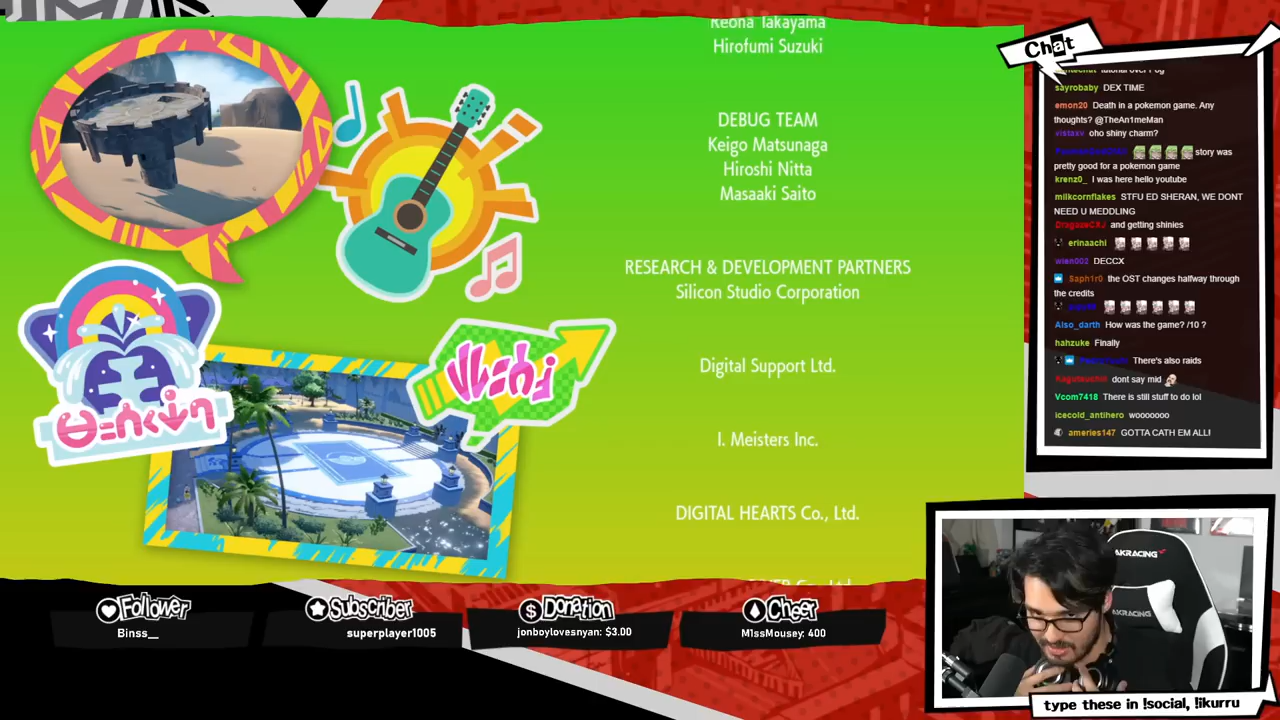 Reona Takayama
Hirofumi Suzuki
DEBUG TEAM
Keigo Matsunaga
Hiroshi Nitta
Masaaki Saito
RESEARCH & DEVELOPMENT PARTNERS
Silicon Studio Corporation
Digital Support Ltd.
I. Meisters Inc.
DIGITAL HEARTS Co., Ltd.
Chat
sayrobaby DEX TIME
emon20 Death in a pokemon game. Any
thoughts? @TheAn1meMan
oho shiny charm?
story was
pretty good for a pokemon game
krenz0_ I was here hello youtube
milkcornflakes STFU ED SHERAN, WE DONT
NEED U MEDDLING
and getting shinies
erinaachi
wien002 DECCX
Saph1r0 the OST changes halfway through
the credits
Also_darth How was the game? /10 ?
hahzuke Finally
There's also raids
dont say mid
Vcom7418 There is still stuff to do lol
icecold_antihero wooooooo
ameries147 GOTTA CATH EM ALL!
AKRACING
AKRACING
Follower
Binss__
Subscriber
superplayer1005
Donation
jonboylovesnyan: $3.00
Cheer
M1ssMousey: 400
type these in !social, !ikurru